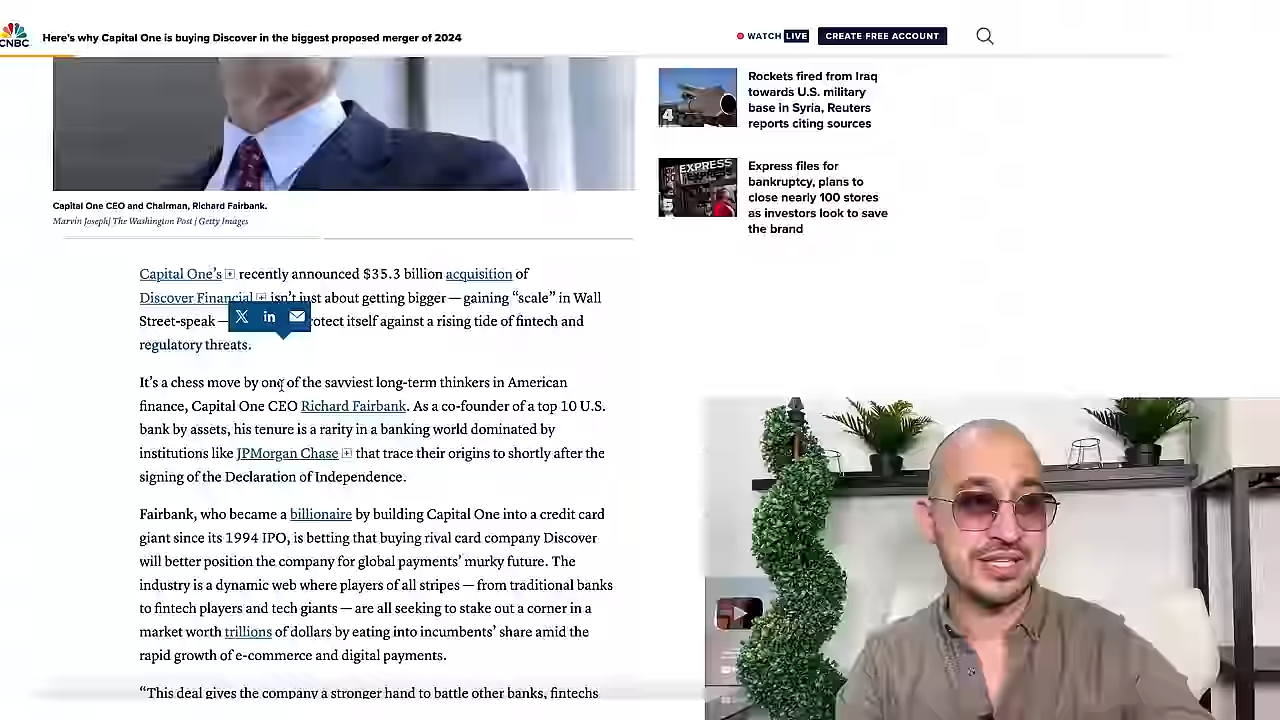 CNBC
Here's why Capital One is buying Discover in the biggest proposed merger of 2024
WATCH LIVE
CREATE FREE ACCOUNT
4
Rockets fired from Iraq
towards U.S. military
base in Syria, Reuters
reports citing sources
EXPRESS
5
Express files for
bankruptcy, plans to
close nearly 100 stores
as investors look to save
the brand
Capital One CEO and Chairman, Richard Fairbank.
Marvin Joseph| The Washington Post | Getty Images
Capital One's recently announced $35.3 billion acquisition of
Discover Financial isn't just about getting bigger — gaining “scale” in Wall
Street-speak — rotect itself against a rising tide of fintech and
regulatory threats.
It's a chess move by one of the savviest long-term thinkers in American
finance, Capital One CEO Richard Fairbank. As a co-founder of a top 10 U.S.
bank by assets, his tenure is a rarity in a banking world dominated by
institutions like JPMorgan Chase that trace their origins to shortly after the
signing of the Declaration of Independence.
Fairbank, who became a billionaire by building Capital One into a credit card
giant since its 1994 IPO, is betting that buying rival card company Discover
will better position the company for global payments’ murky future. The
industry is a dynamic web where players of all stripes — from traditional banks
to fintech players and tech giants — are all seeking to stake out a corner in a
market worth trillions of dollars by eating into incumbents’ share amid the
rapid growth of e-commerce and digital payments.
“This deal gives the company a stronger hand to battle other banks, fintechs